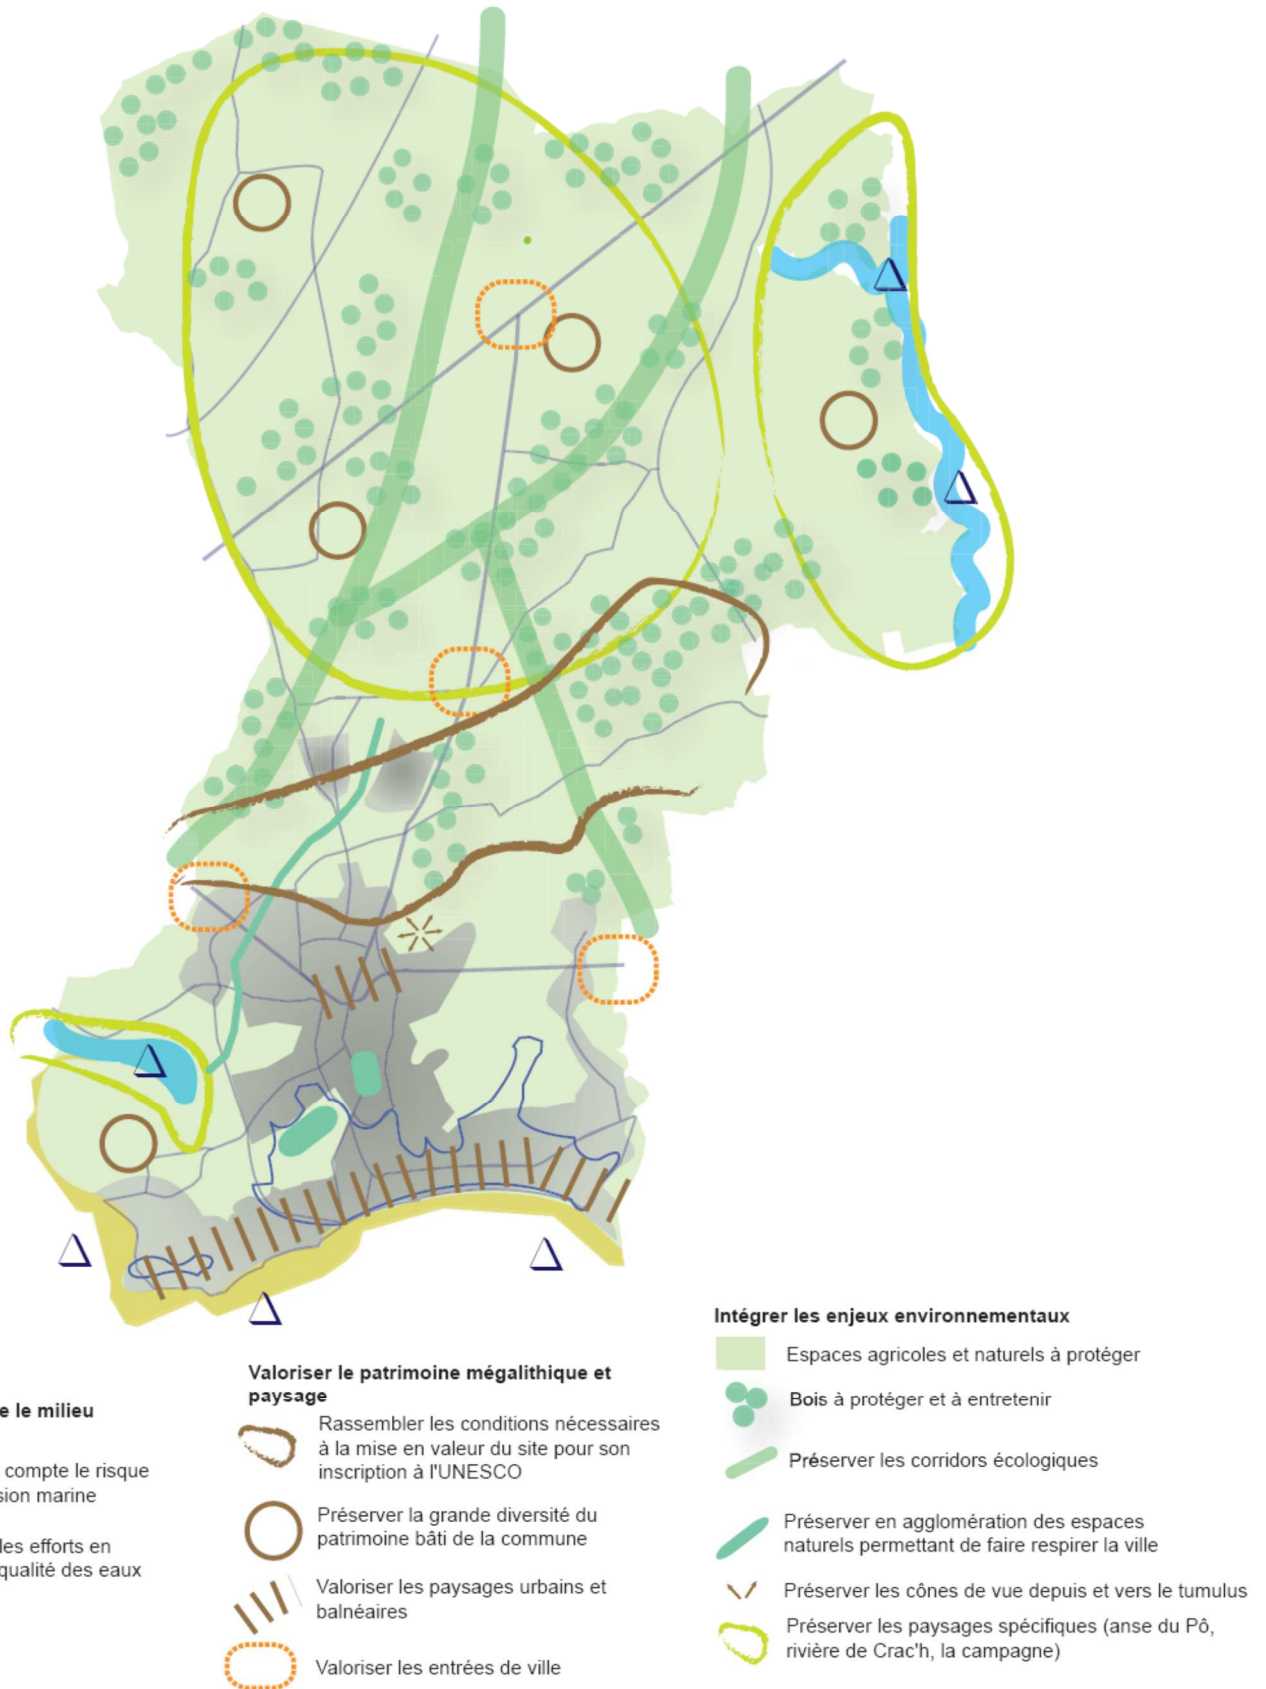 e le milieu
compte le risque
sion marine
les efforts en
qualité des eaux
Valoriser le patrimoine mégalithique et
paysage
Rassembler les conditions nécessaires
à la mise en valeur du site pour son
inscription à l'UNESCO
Préserver la grande diversité du
patrimoine bâti de la commune
Valoriser les paysages urbains et
balnéaires
Valoriser les entrées de ville
Intégrer les enjeux environnementaux
Espaces agricoles et naturels à protéger
Bois à protéger et à entretenir
Préserver les corridors écologiques
Préserver en agglomération des espaces
naturels permettant de faire respirer la ville
Préserver les cônes de vue depuis et vers le tumulus
Préserver les paysages spécifiques (anse du Pô,
rivière de Crac'h, la campagne)